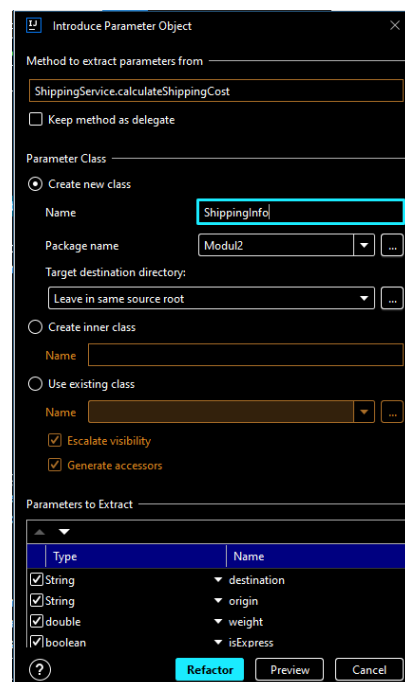 IJ Introduce Parameter Object
Method to extract parameters from
ShippingService.calculateShippingCost
Keep method as delegate
Parameter Class
Create new class
Name ShippingInfo
Package name Modul2 ...
Target destination directory:
Leave in same source root ...
Create inner class
Name
Use existing class
Name ...
Escalate visibility
Generate accessors
Parameters to Extract
Type Name
String destination
String origin
double weight
boolean isExpress
? Refactor Preview Cancel